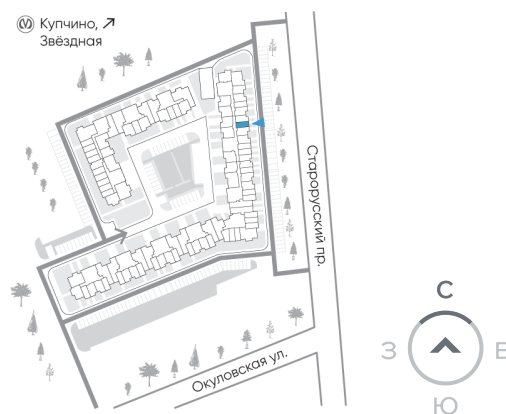 Купчино,
Звёздная
Старорусский пр.
Окуловская ул.
С
З
В
Ю